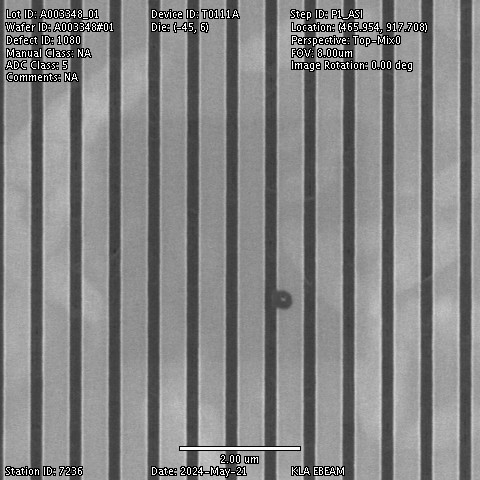 Lot ID: A003348_01
Wafer ID: A003348#01
Defect ID: 1080
Manual Class: NA
ADC Class: 5
Comments: NA
Device ID: T0111A
Die: (-45, 6)
Step ID: P1_ASI
Location: (465.954, 917.708)
Perspective: Top-Mix0
FOV: 8.00um
Image Rotation: 0.00 deg
2.00 um
Station ID: 7236
Date: 2024-May-21
KLA EBEAM